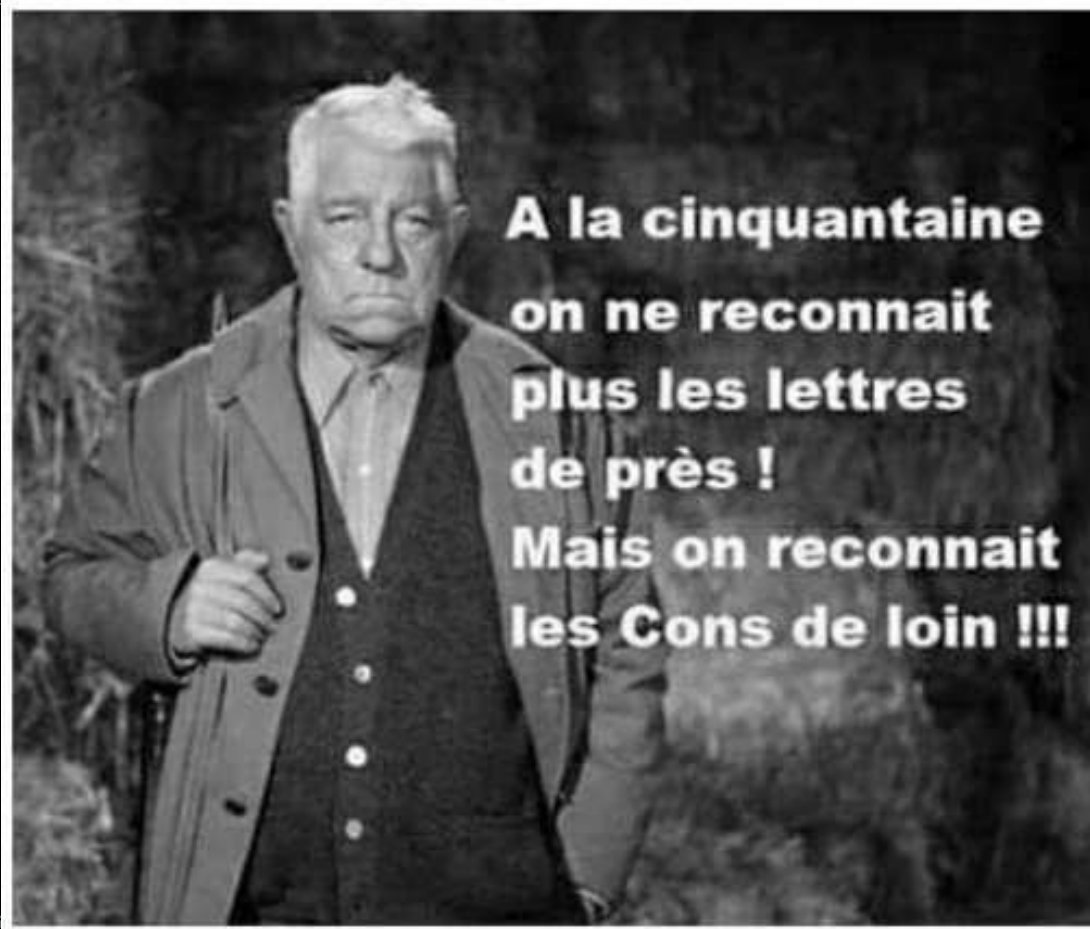 A la cinquantaine
on ne reconnait
plus les lettres
de près !
Mais on reconnait
les Cons de loin !!!